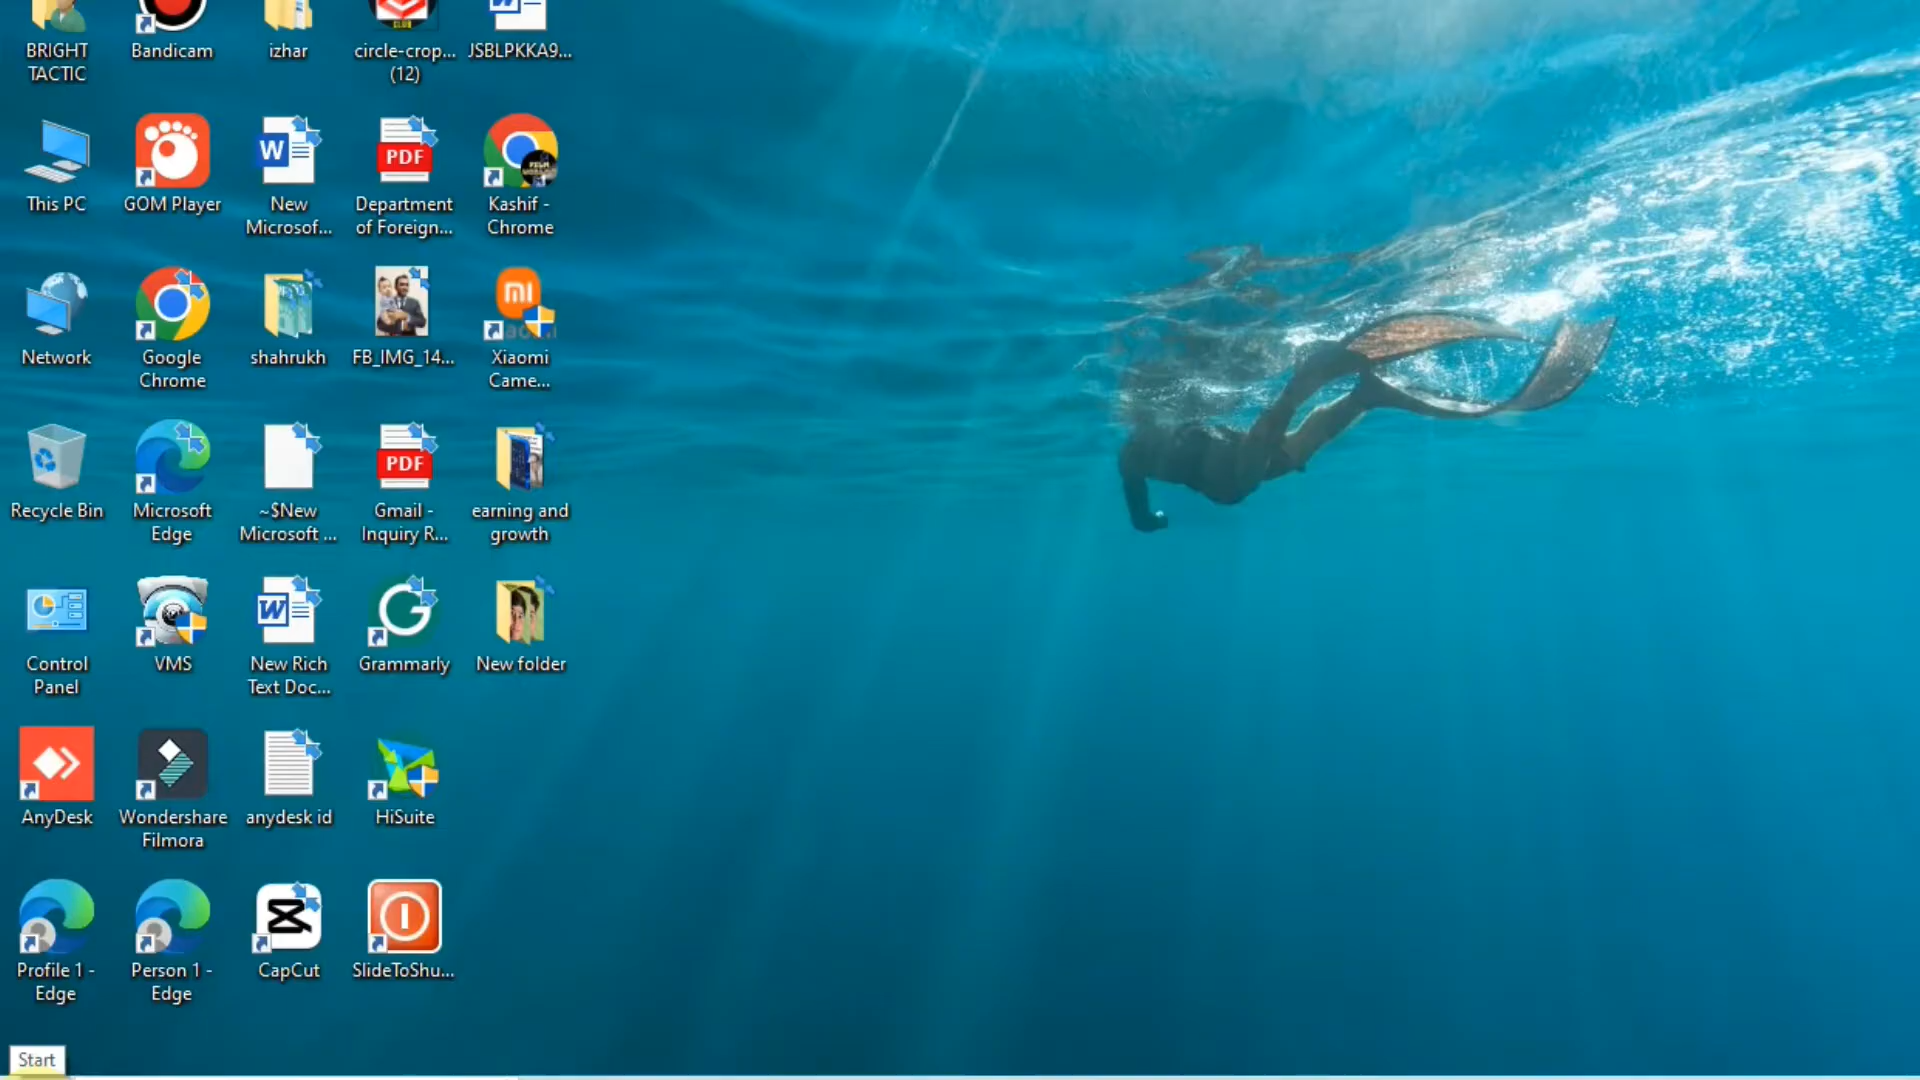 BRIGHT
TACTIC
Bandicam
izhar
circle-crop...
(12)
JSBLPKKA9...
This PC
GOM Player
W
New
Microsof...
PDF
Department
of Foreign...
Kashif -
Chrome
Network
Google
Chrome
shahrukh
FB_IMG_14...
mi
Xiaomi
Came...
Recycle Bin
Microsoft
Edge
~$New
Microsoft ...
PDF
Gmail -
Inquiry R...
earning and
growth
Control
Panel
VMS
W
New Rich
Text Doc...
G
Grammarly
New folder
AnyDesk
Wondershare
Filmora
anydesk id
HiSuite
Profile 1 -
Edge
Person 1 -
Edge
CapCut
SlideToShu...
Start